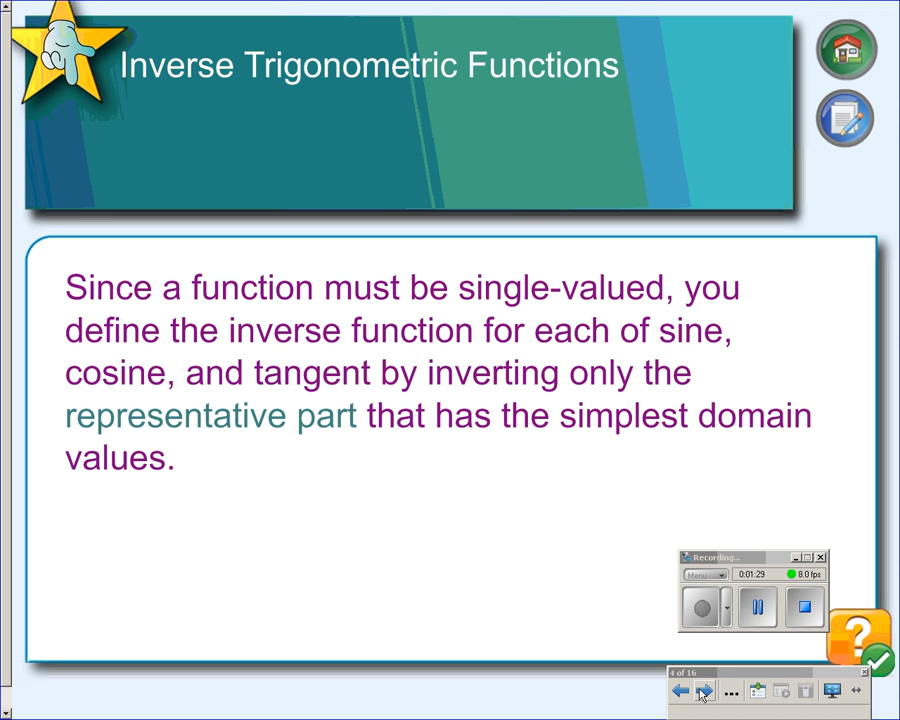 Inverse Trigonometric Functions
Since a function must be single-valued, you
define the inverse function for each of sine,
cosine, and tangent by inverting only the
representative part that has the simplest domain
values.
Recording...
Menu
0:01:29
8.0 fps
4 of 16